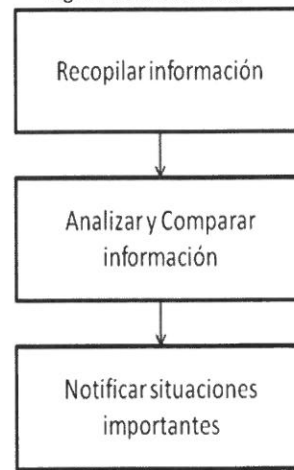 Recopilar información
Analizar y Comparar
información
Notificar situaciones
importantes